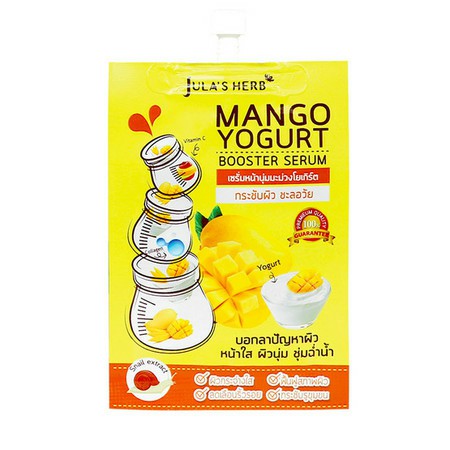 JULA'S HERB
MANGO
YOGURT
BOOSTER SERUM
เซรั่มหน้านุ่มมะม่วงโยเกิร์ต
กระชับผิว ชะลอวัย
Vitamin C
PREMIUM QUALITY
100%
GUARANTEE
Collagen
Yogurt
บอกลาปัญหาผิว
หน้าใส ผิวนุ่ม ชุ่มฉ่ำน้ำ
Snail extract
ผิวกระจ่างใส
ฟื้นฟูสภาพผิว
ลดเลือนริ้วรอย
กระชับรูขุมขน